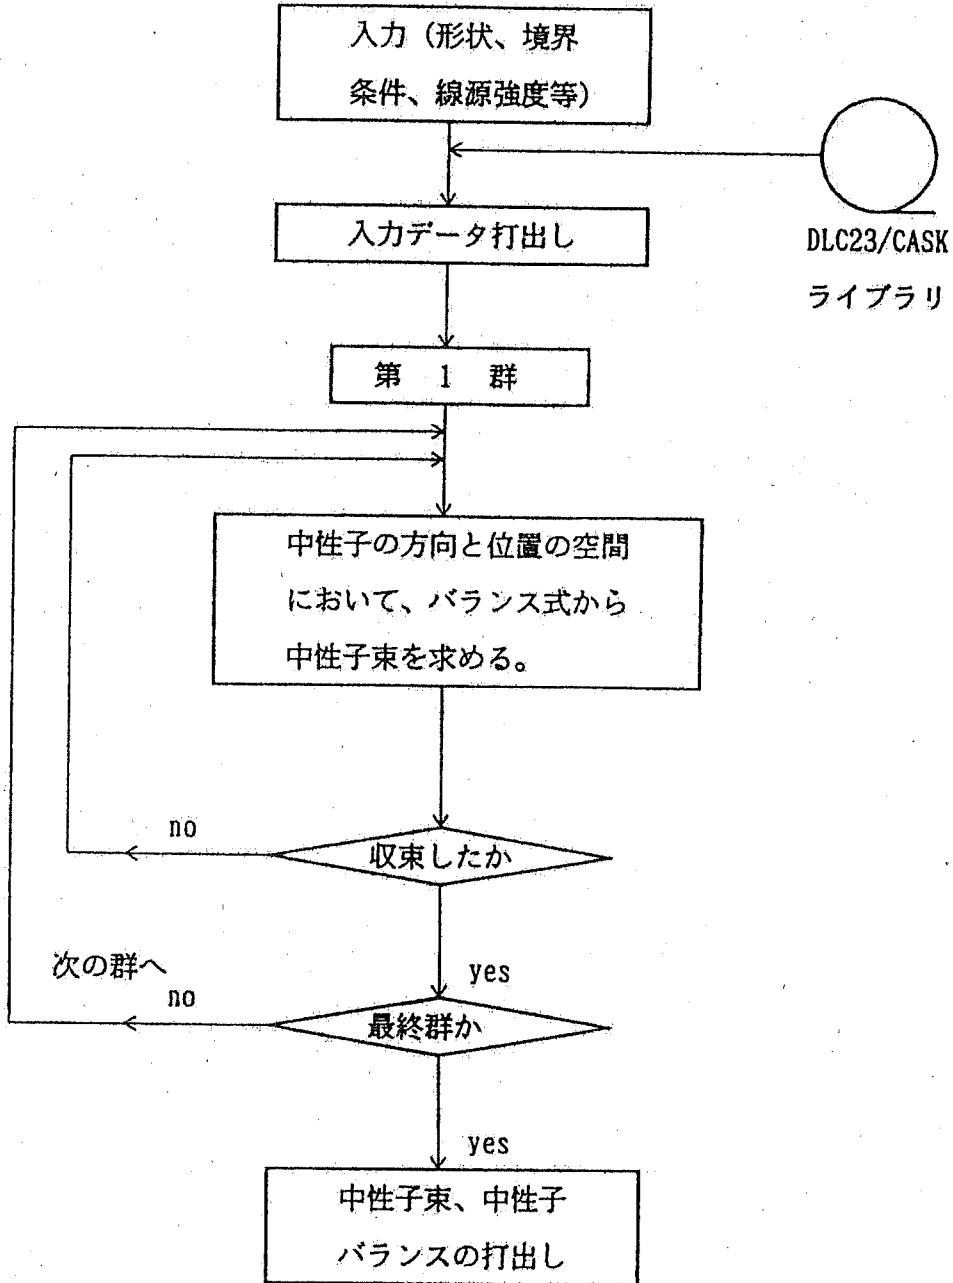 入力（形状、境界
条件、線源強度等）
入力データ打出し
DLC23/CASK
ライブラリ
第 1 群
中性子の方向と位置の空間
において、バランス式から
中性子束を求める。
no
収束したか
次の群へ
yes
no
最終群か
yes
中性子束、中性子
バランスの打出し